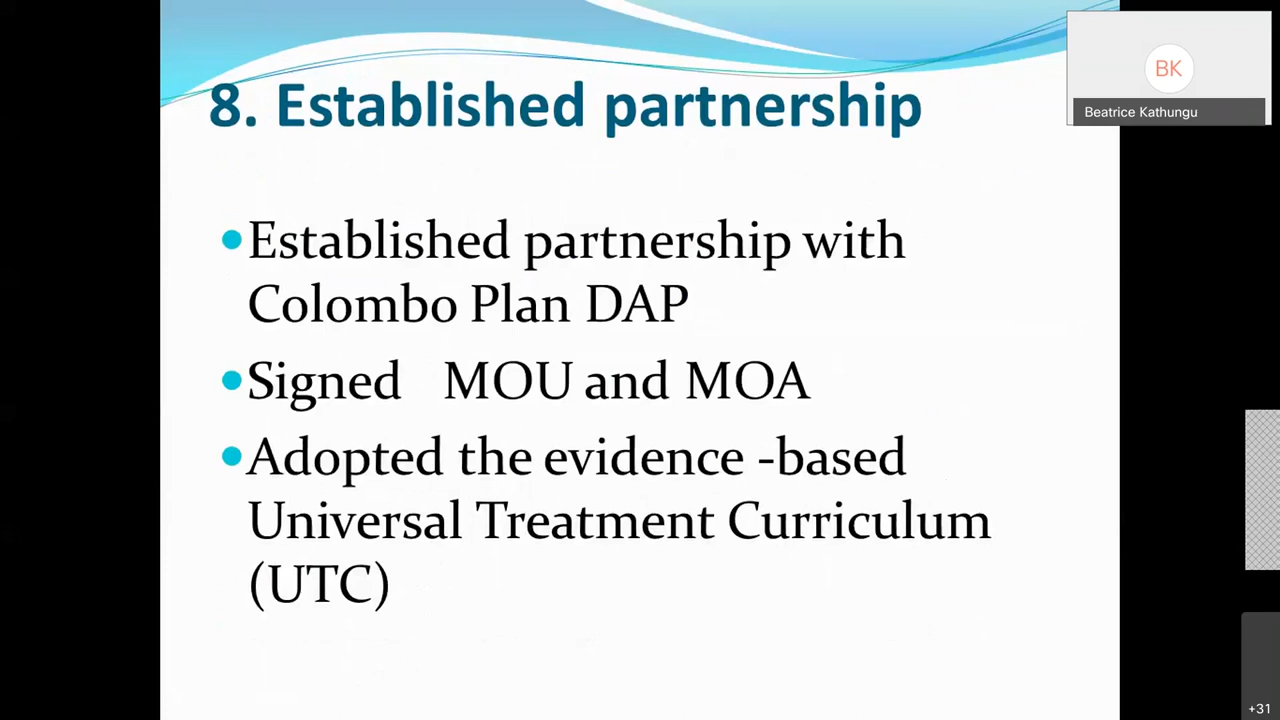 8. Established partnership
BK
Beatrice Kathungu
•Established partnership with
Colombo Plan DAP
•Signed MOU and MOA
•Adopted the evidence -based
Universal Treatment Curriculum
(UTC)
+31